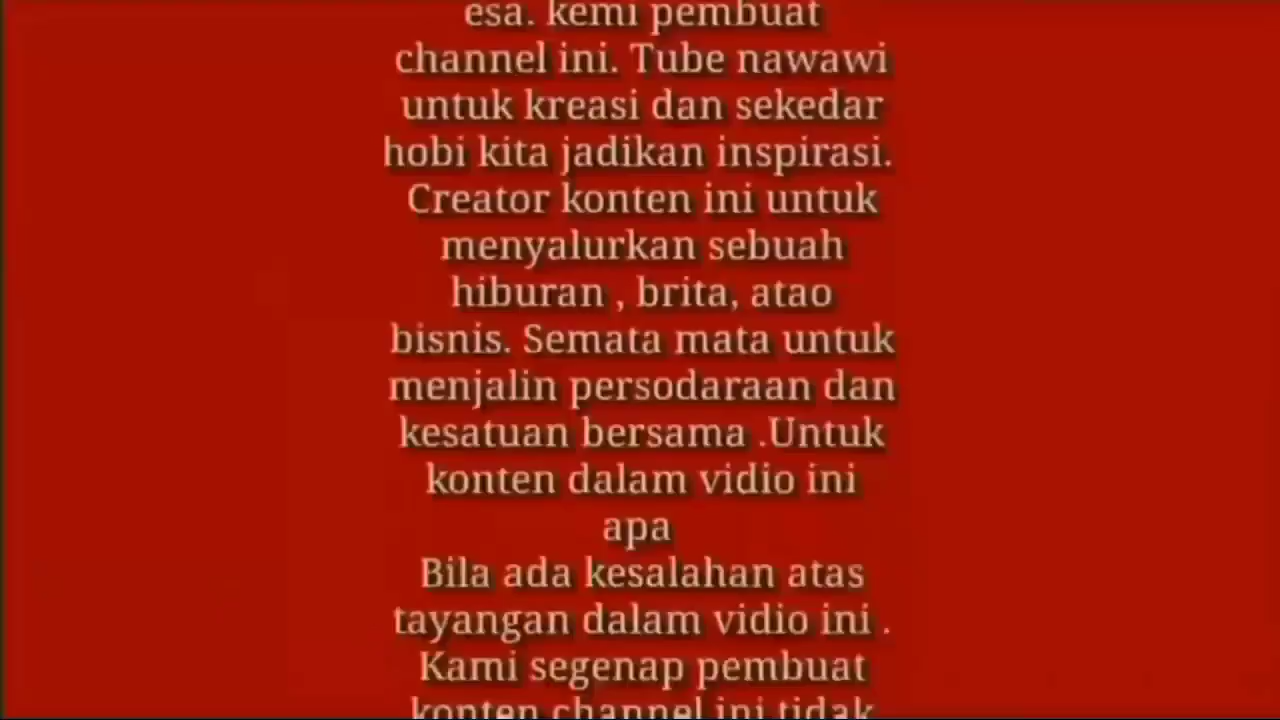 esa. kemi pembuat
channel ini. Tube nawawi
untuk kreasi dan sekedar
hobi kita jadikan inspirasi.
Creator konten ini untuk
menyalurkan sebuah
hiburan , brita, atao
bisnis. Semata mata untuk
menjalin persodaraan dan
kesatuan bersama .Untuk
konten dalam vidio ini
apa
Bila ada kesalahan atas
tayangan dalam vidio ini .
Kami segenap pembuat
konten channel ini tidak